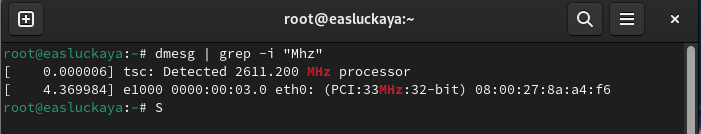 root@easluckaya:~
root@easluckaya:~# dmesg | grep -i "Mhz"
[    0.000006] tsc: Detected 2611.200 MHz processor
[    4.369984] e1000 0000:00:03.0 eth0: (PCI:33MHz:32-bit) 08:00:27:8a:a4:f6
root@easluckaya:~# S